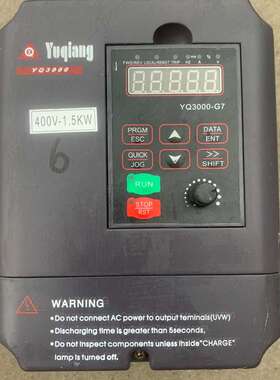 Yuqiang
YQ3000
FWD/REV LOCAL/REMOT TRIP
HZ A V
YQ3000-G7
400V-1.5KW
6
PRGM
ESC
DATA
ENT
QUICK
JOG
>>
SHIFT
RUN
STOP
RST
WARNING
Do not connect AC power to output teminals(UVW)
Discharging time is greater than 5seconds,
Do not Inspect components unless Inside"CHARGE"
lamp is turned off.